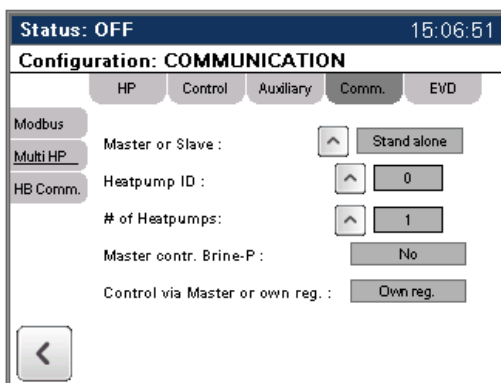 Status: OFF 15:06:51
Configuration: COMMUNICATION
HP Control Auxiliary Comm. EVD
Modbus
Multi HP
HB Comm.
Master or Slave : Stand alone
Heatpump ID : 0
# of Heatpumps: 1
Master contr. Brine-P : No
Control via Master or own reg. : Own reg.